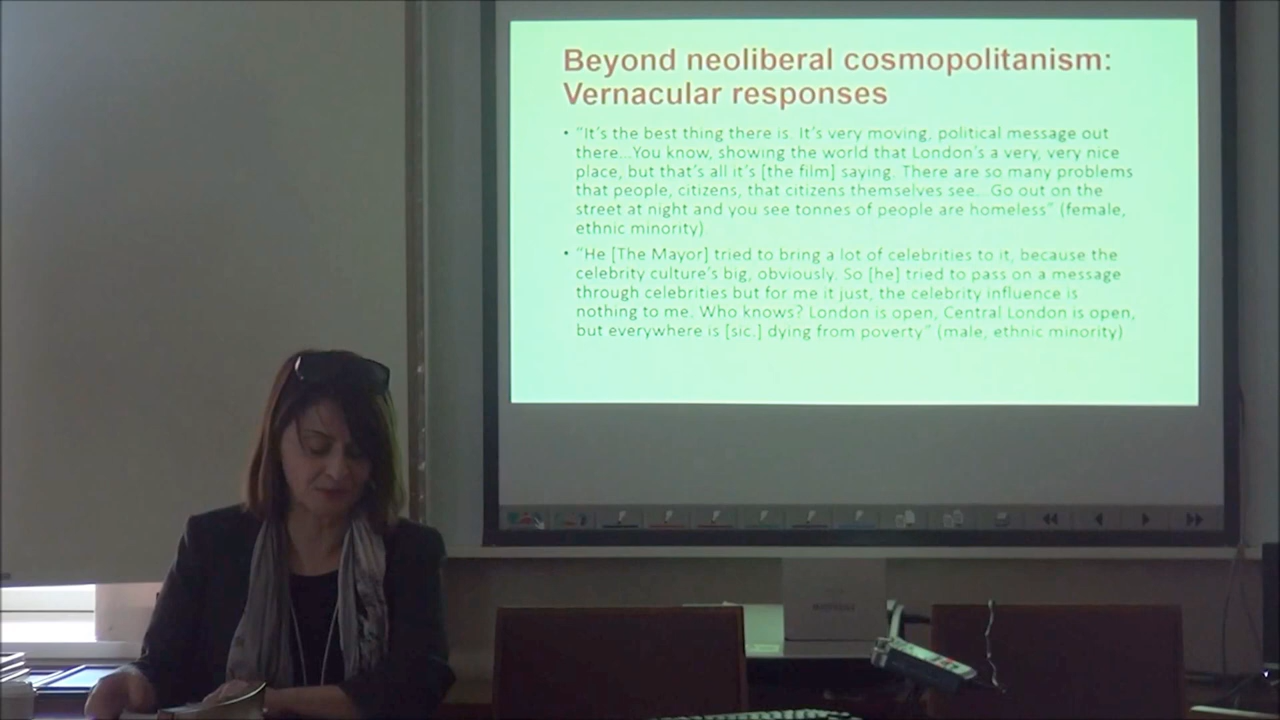 Beyond neoliberal cosmopolitanism:
Vernacular responses
• "It's the best thing there is. It's very moving, political message out
there...You know, showing the world that London's a very, very nice
place, but that's all it's [the film] saying. There are so many problems
that people, citizens, that citizens themselves see...Go out on the
street at night and you see tonnes of people are homeless" (female,
ethnic minority)
• "He [The Mayor] tried to bring a lot of celebrities to it, because the
celebrity culture's big, obviously. So [he] tried to pass on a message
through celebrities but for me it just, the celebrity influence is
nothing to me. Who knows? London is open, Central London is open,
but everywhere is [sic.] dying from poverty" (male, ethnic minority)